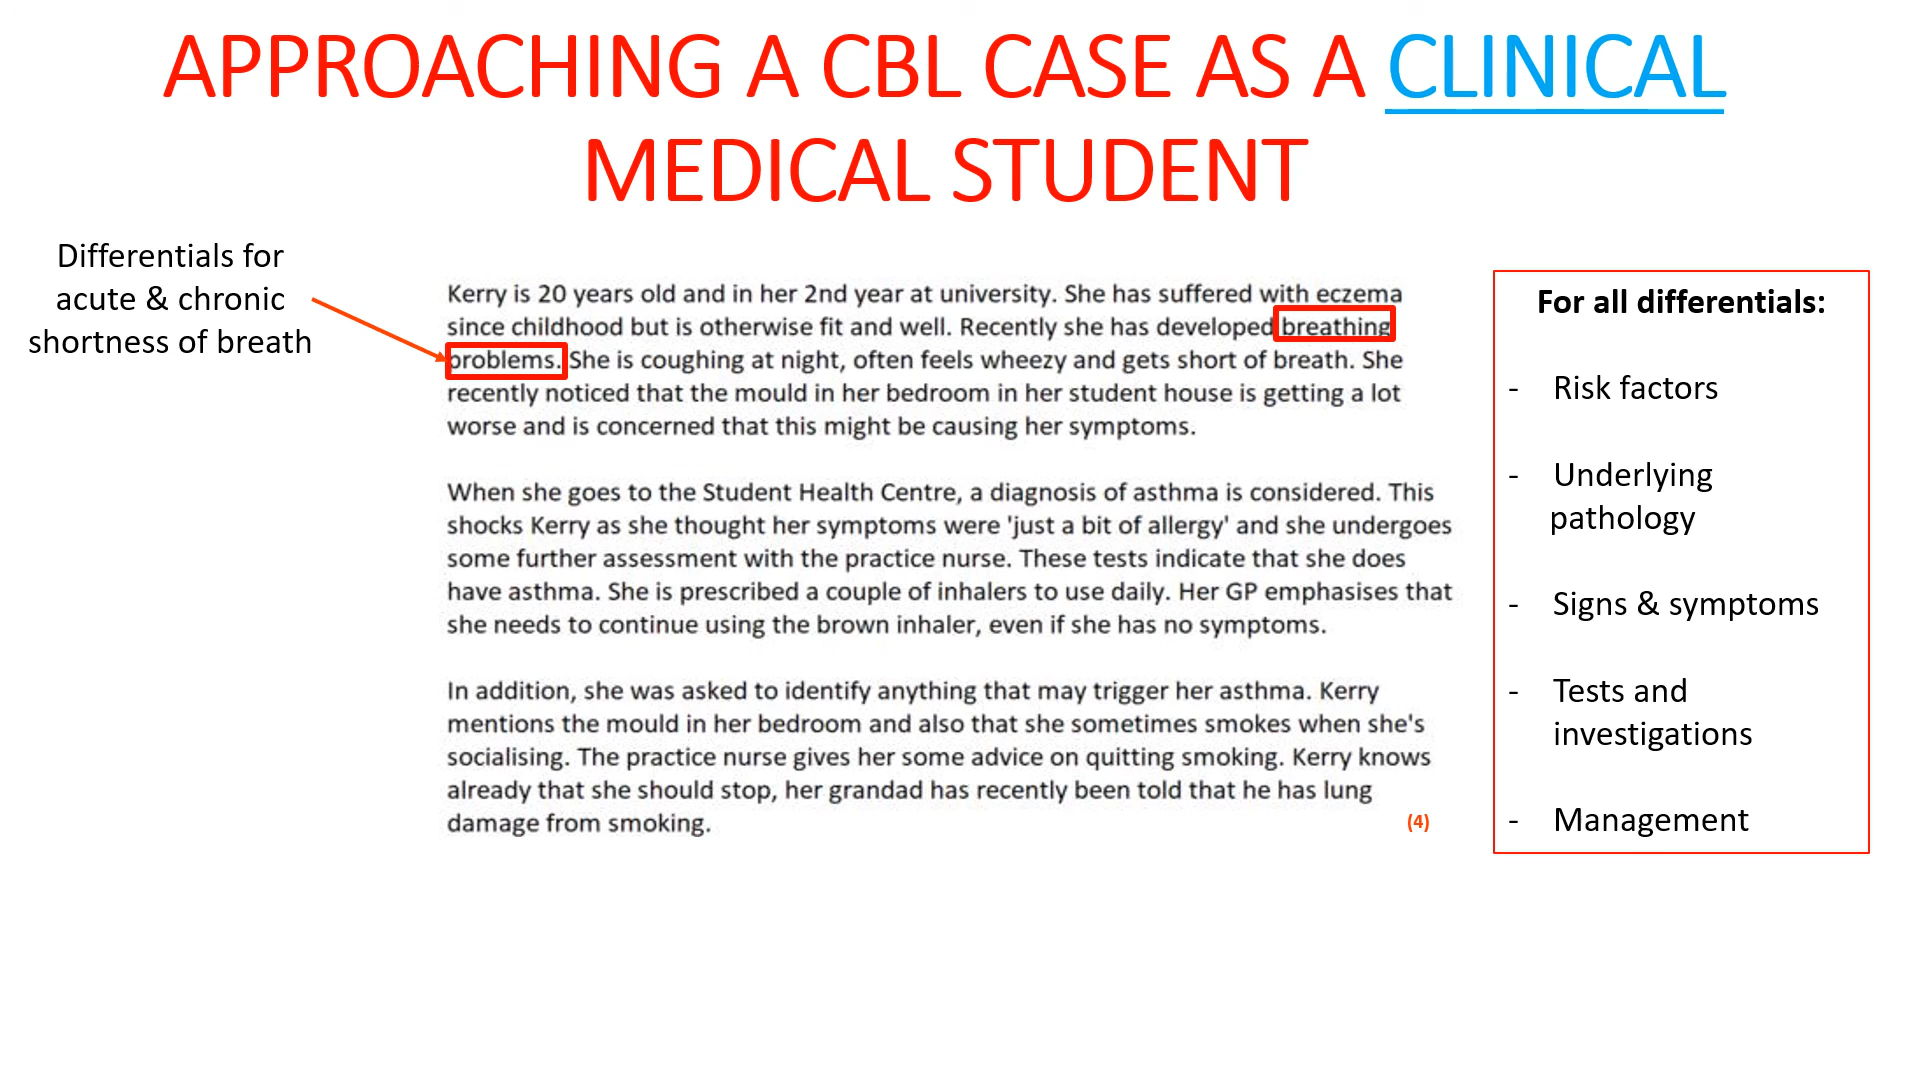 APPROACHING A CBL CASE AS A CLINICAL
MEDICAL STUDENT
Differentials for
acute & chronic
shortness of breath
Kerry is 20 years old and in her 2nd year at university. She has suffered with eczema
since childhood but is otherwise fit and well. Recently she has developed breathing
problems. She is coughing at night, often feels wheezy and gets short of breath. She
recently noticed that the mould in her bedroom in her student house is getting a lot
worse and is concerned that this might be causing her symptoms.
When she goes to the Student Health Centre, a diagnosis of asthma is considered. This
shocks Kerry as she thought her symptoms were 'just a bit of allergy' and she undergoes
some further assessment with the practice nurse. These tests indicate that she does
have asthma. She is prescribed a couple of inhalers to use daily. Her GP emphasises that
she needs to continue using the brown inhaler, even if she has no symptoms.
In addition, she was asked to identify anything that may trigger her asthma. Kerry
mentions the mould in her bedroom and also that she sometimes smokes when she's
socialising. The practice nurse gives her some advice on quitting smoking. Kerry knows
already that she should stop, her grandad has recently been told that he has lung
damage from smoking.
(4)
For all differentials:
- Risk factors
- Underlying
pathology
- Signs & symptoms
- Tests and
investigations
- Management